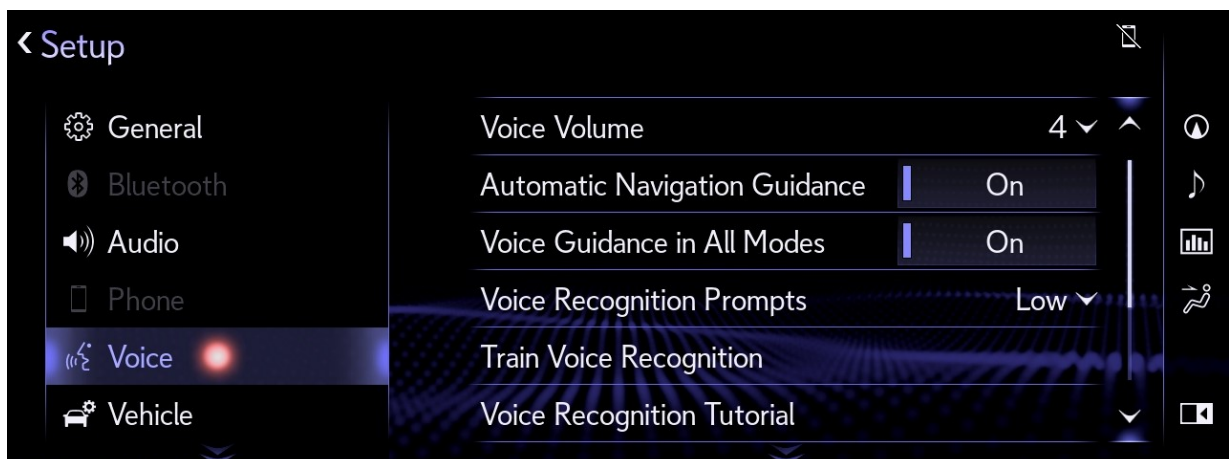 Setup
General
Bluetooth
Audio
Phone
Voice
Vehicle
Voice Volume 4
Automatic Navigation Guidance On
Voice Guidance in All Modes On
Voice Recognition Prompts Low
Train Voice Recognition
Voice Recognition Tutorial